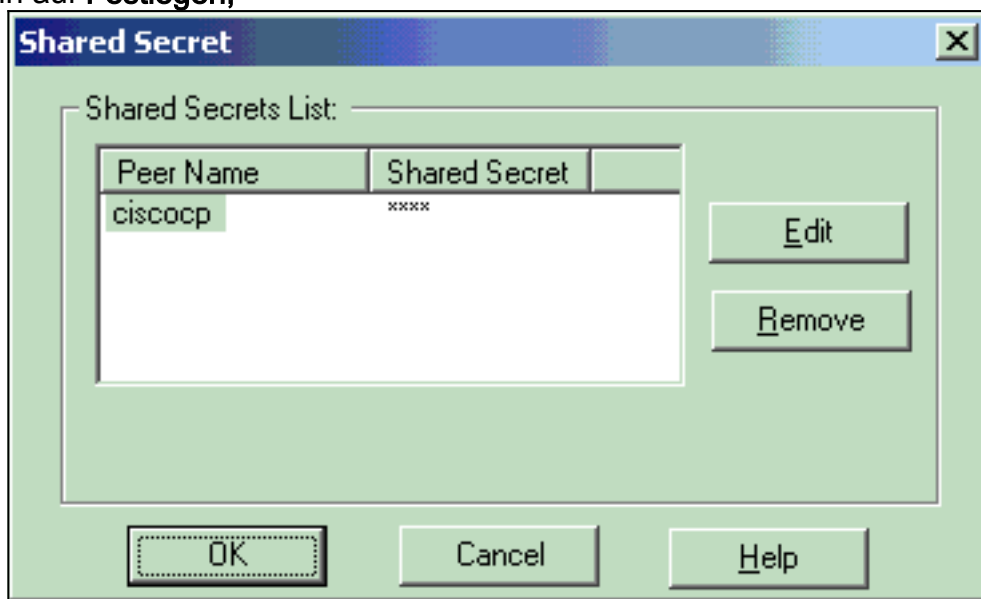 Shared Secret
Shared Secrets List:
Peer Name Shared Secret
ciscocp ××××
Edit
Remove
OK Cancel Help